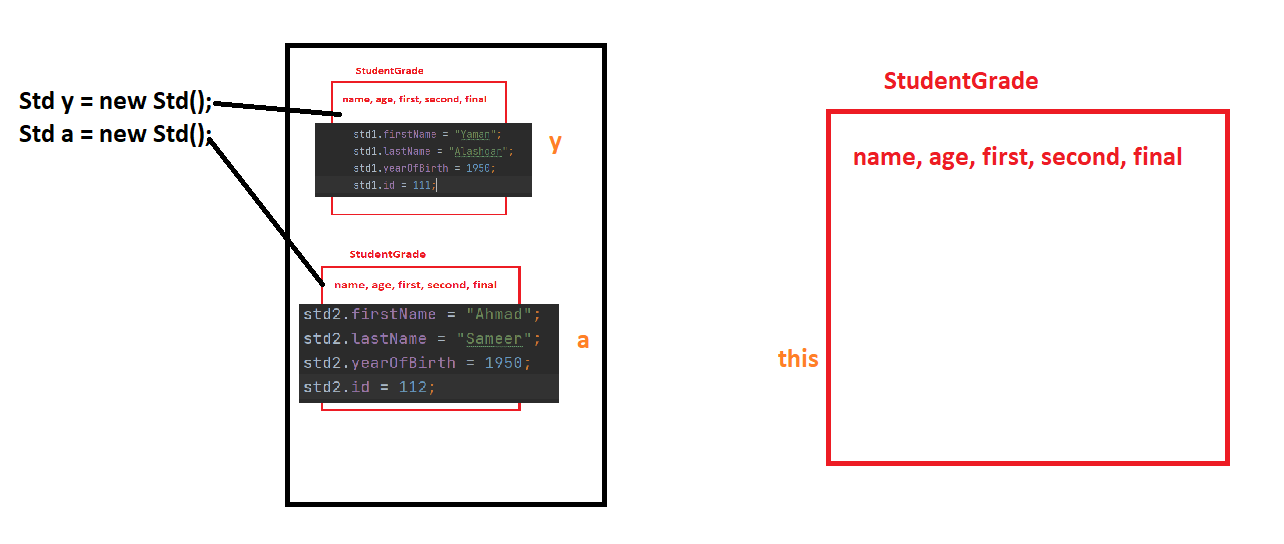 Std y = new Std();
Std a = new Std();
StudentGrade
name, age, first, second, final
std1.firstName = "Yaman";
std1.lastName = "Alashqar";
std1.yearOfBirth = 1950;
std1.id = 111;
y
StudentGrade
name, age, first, second, final
std2.firstName = "Ahmad";
std2.lastName = "Sameer";
std2.yearOfBirth = 1950;
std2.id = 112;
a
StudentGrade
name, age, first, second, final
this